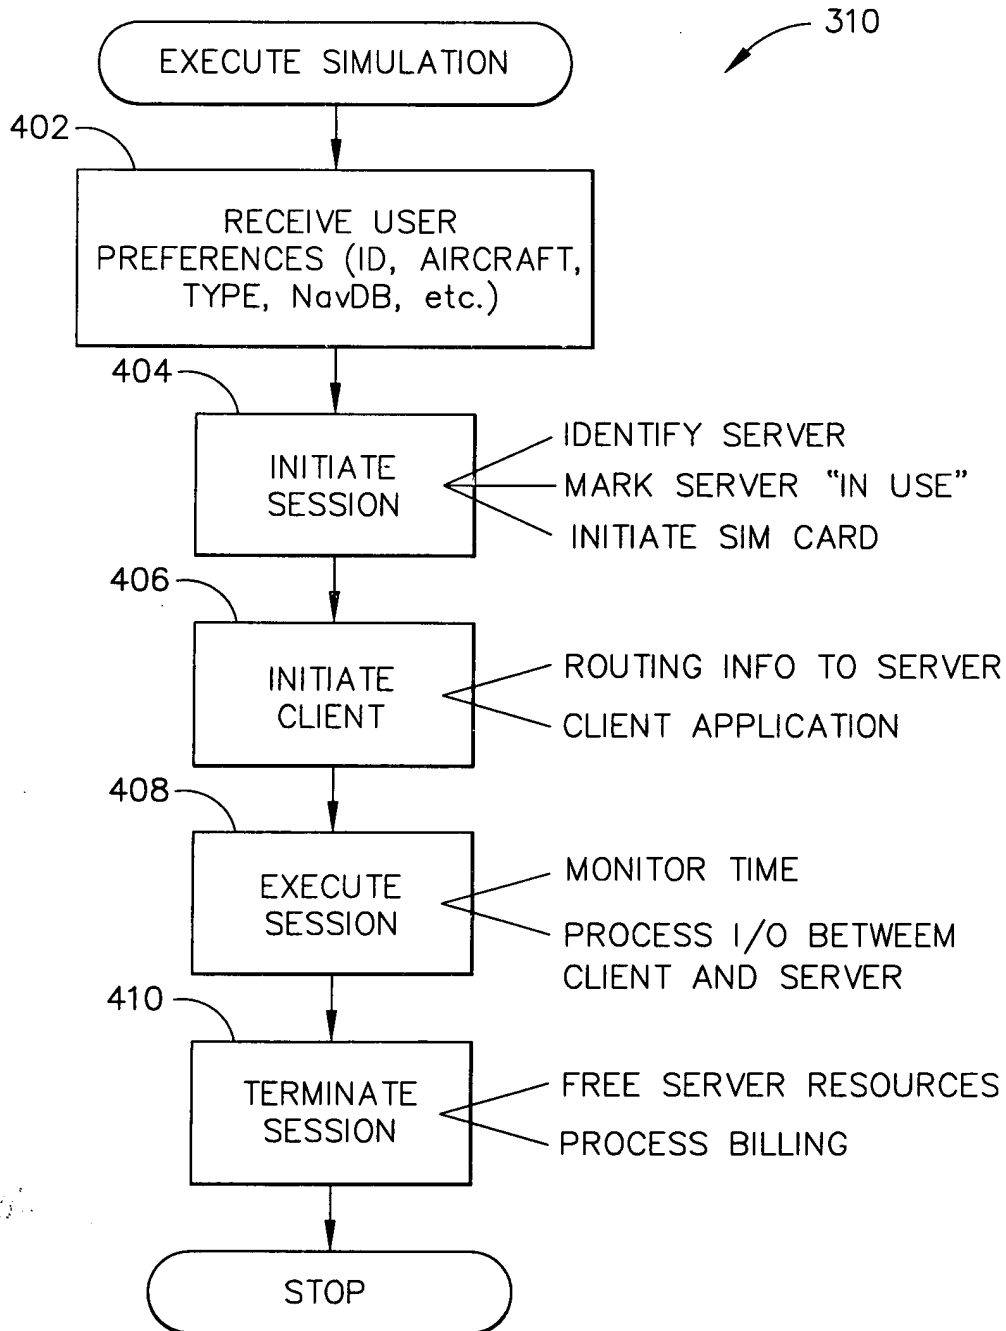 310
EXECUTE SIMULATION
402
RECEIVE USER
PREFERENCES (ID, AIRCRAFT,
TYPE, NavDB, etc.)
404
INITIATE
SESSION
IDENTIFY SERVER
MARK SERVER "IN USE"
INITIATE SIM CARD
406
INITIATE
CLIENT
ROUTING INFO TO SERVER
CLIENT APPLICATION
408
EXECUTE
SESSION
MONITOR TIME
PROCESS I/O BETWEEM
CLIENT AND SERVER
410
TERMINATE
SESSION
FREE SERVER RESOURCES
PROCESS BILLING
STOP